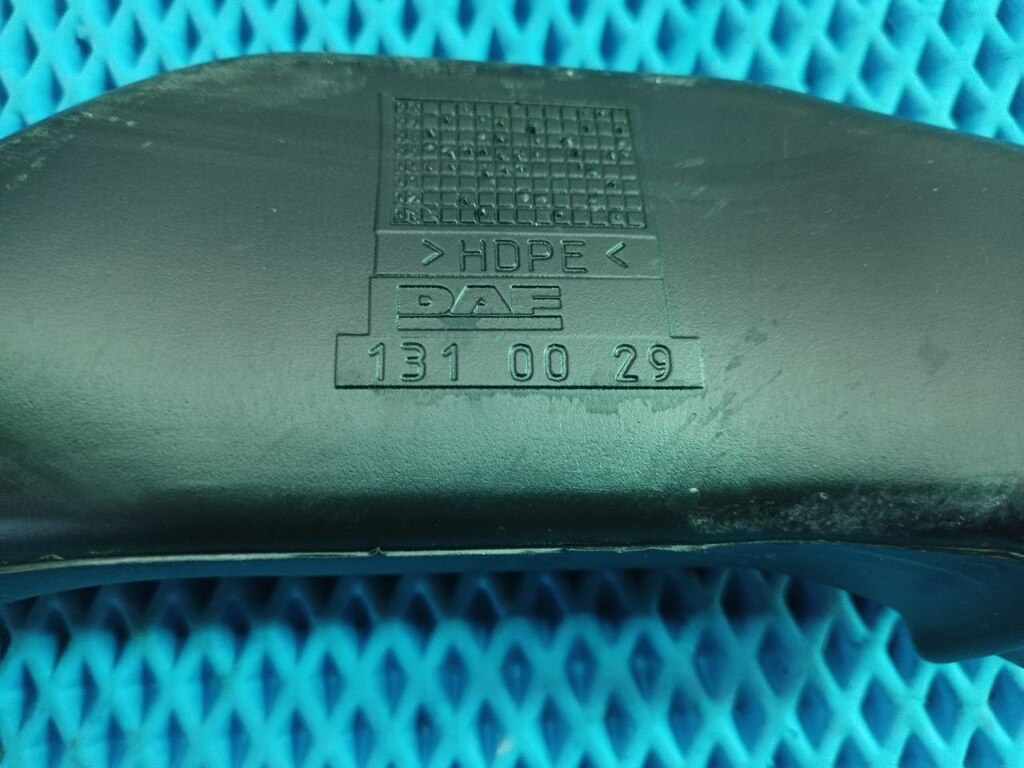 >HDPE<
DAF
131 00 29